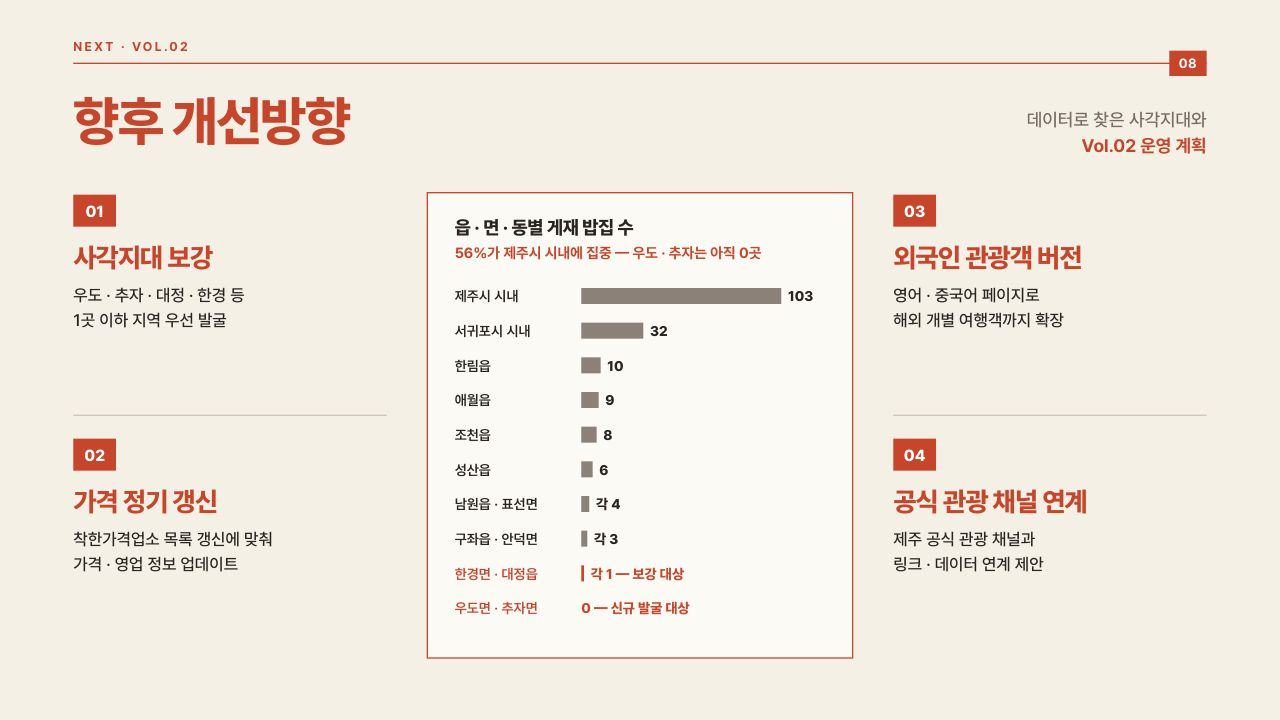 NEXT · VOL.02
08
향후 개선방향
데이터로 찾은 사각지대와
Vol.02 운영 계획
01
사각지대 보강
우도 · 추자 · 대정 · 한경 등
1곳 이하 지역 우선 발굴
02
가격 정기 갱신
착한가격업소 목록 갱신에 맞춰
가격 · 영업 정보 업데이트
읍 · 면 · 동별 게재 밥집 수
56%가 제주시 시내에 집중 — 우도 · 추자는 아직 0곳
제주시 시내 103
서귀포시 시내 32
한림읍 10
애월읍 9
조천읍 8
성산읍 6
남원읍 · 표선면 각 4
구좌읍 · 안덕면 각 3
한경면 · 대정읍 각 1 — 보강 대상
우도면 · 추자면 0 — 신규 발굴 대상
03
외국인 관광객 버전
영어 · 중국어 페이지로
해외 개별 여행객까지 확장
04
공식 관광 채널 연계
제주 공식 관광 채널과
링크 · 데이터 연계 제안